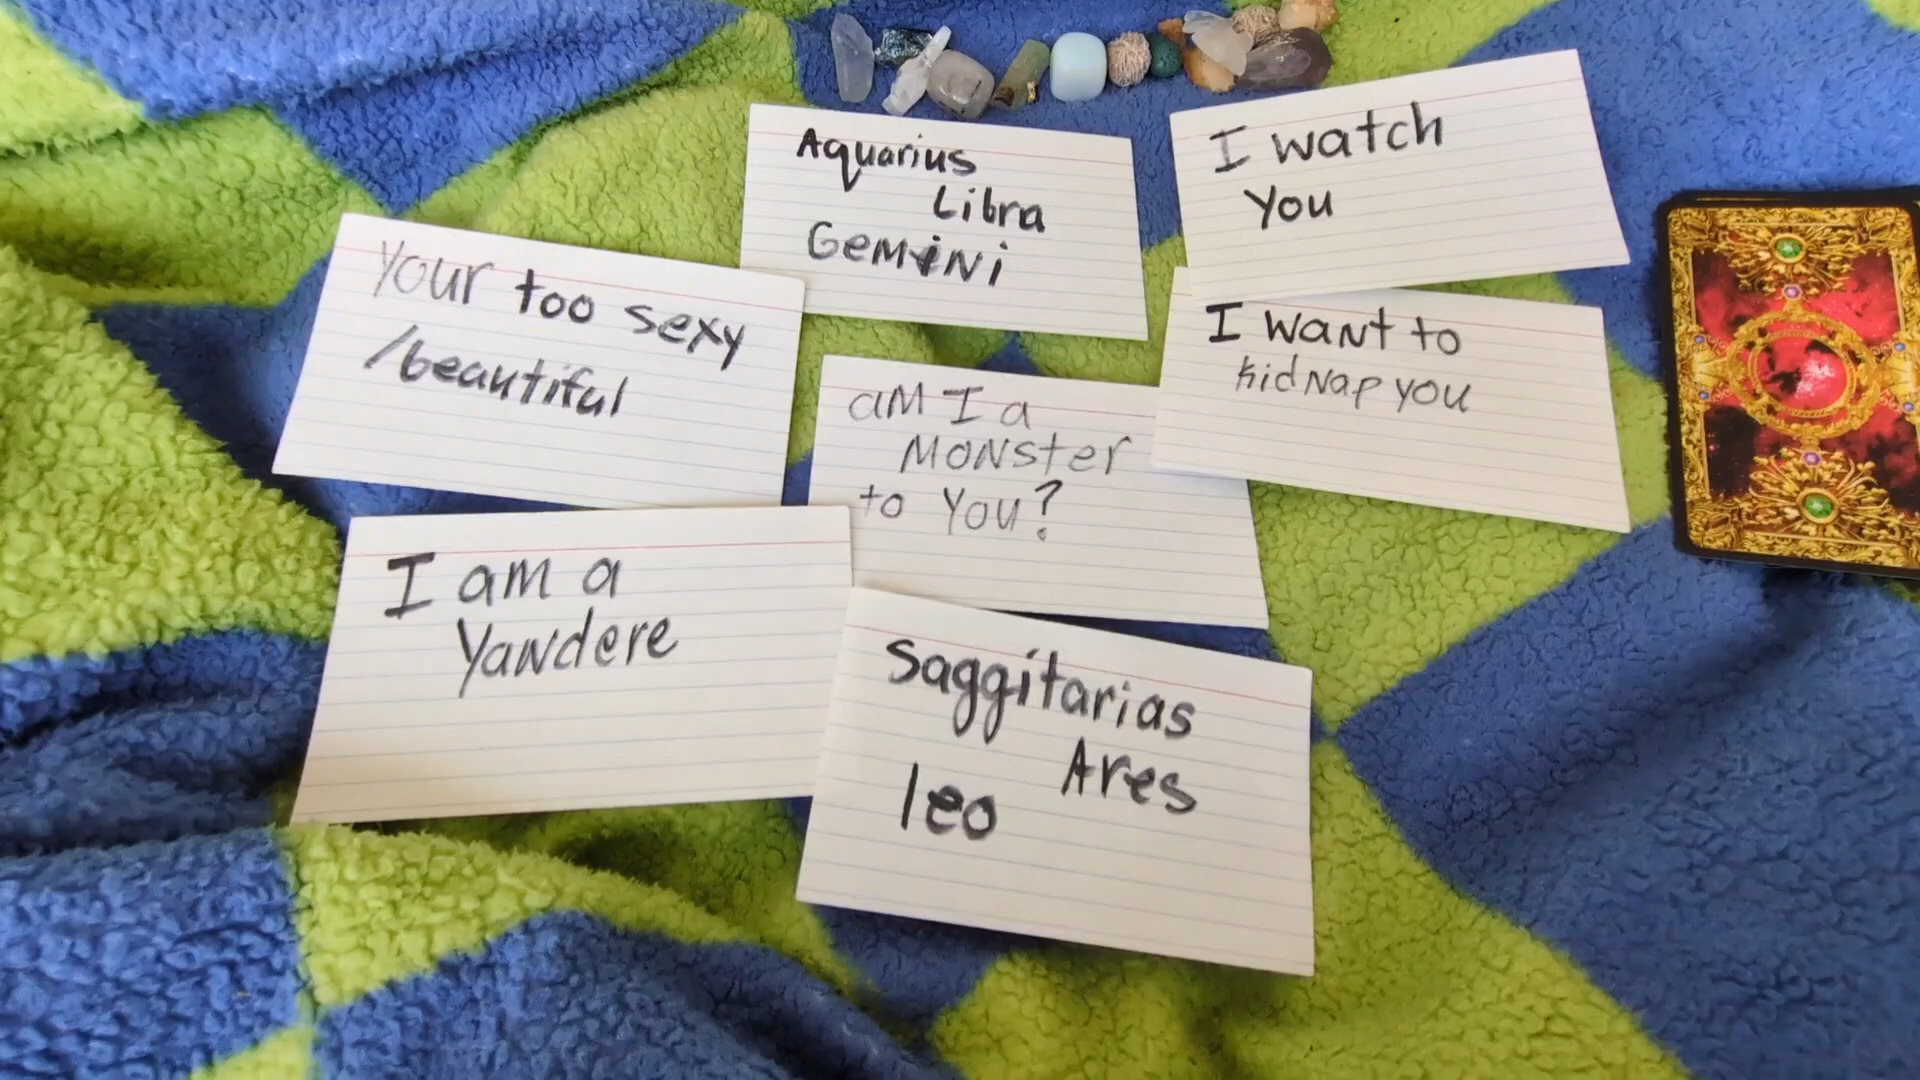 Aquarius
Libra
Gemini
I watch
You
Your too sexy
/beautiful
I want to
kidnap you
am I a
Monster
to You?
I am a
Yandere
Saggitarias
Ares
leo